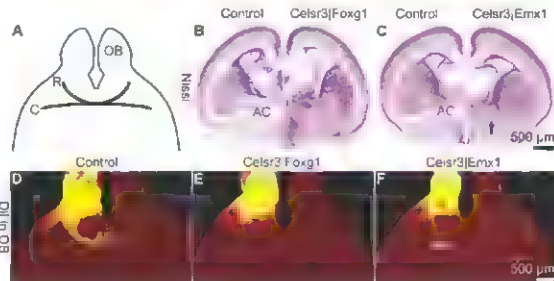 A
OB
R
C
B
Control
Celsr3|Foxg1
Nissl
AC
C
Control
Celsr3|Emx1
AC
500 µm
D
Control
DiI in OB
E
Celsr3|Foxg1
F
Celsr3|Emx1
500 µm